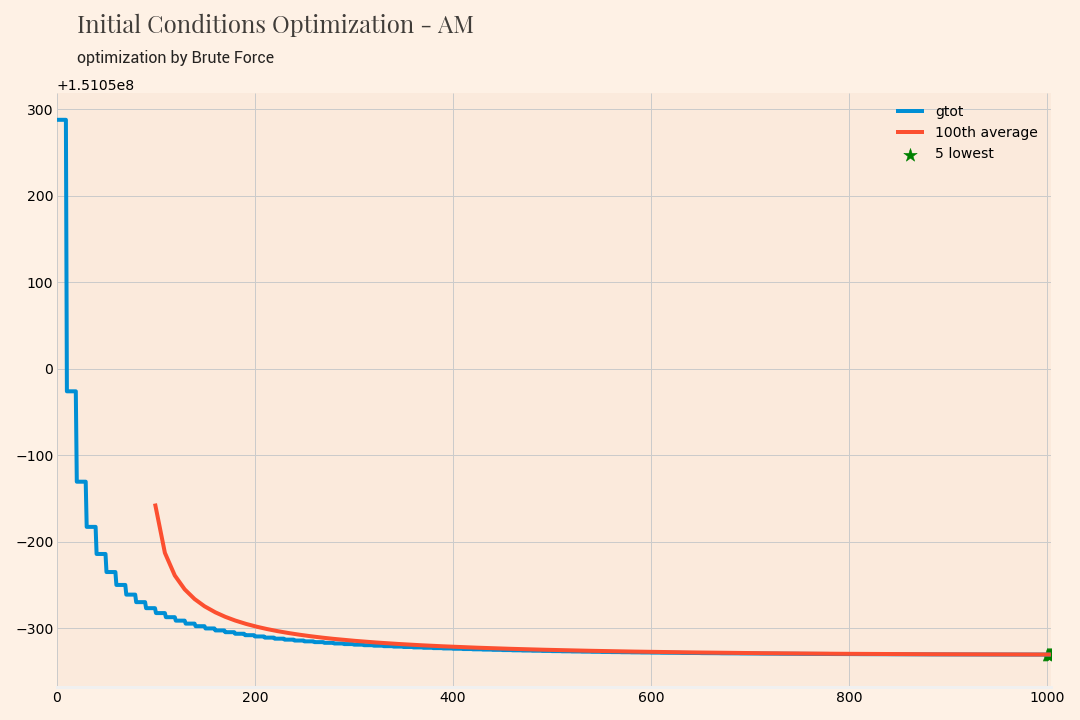 Initial Conditions Optimization - AM
optimization by Brute Force
+1.5105e8
300
200
100
0
−100
−200
−300
gtot
100th average
5 lowest
0 200 400 600 800 1000